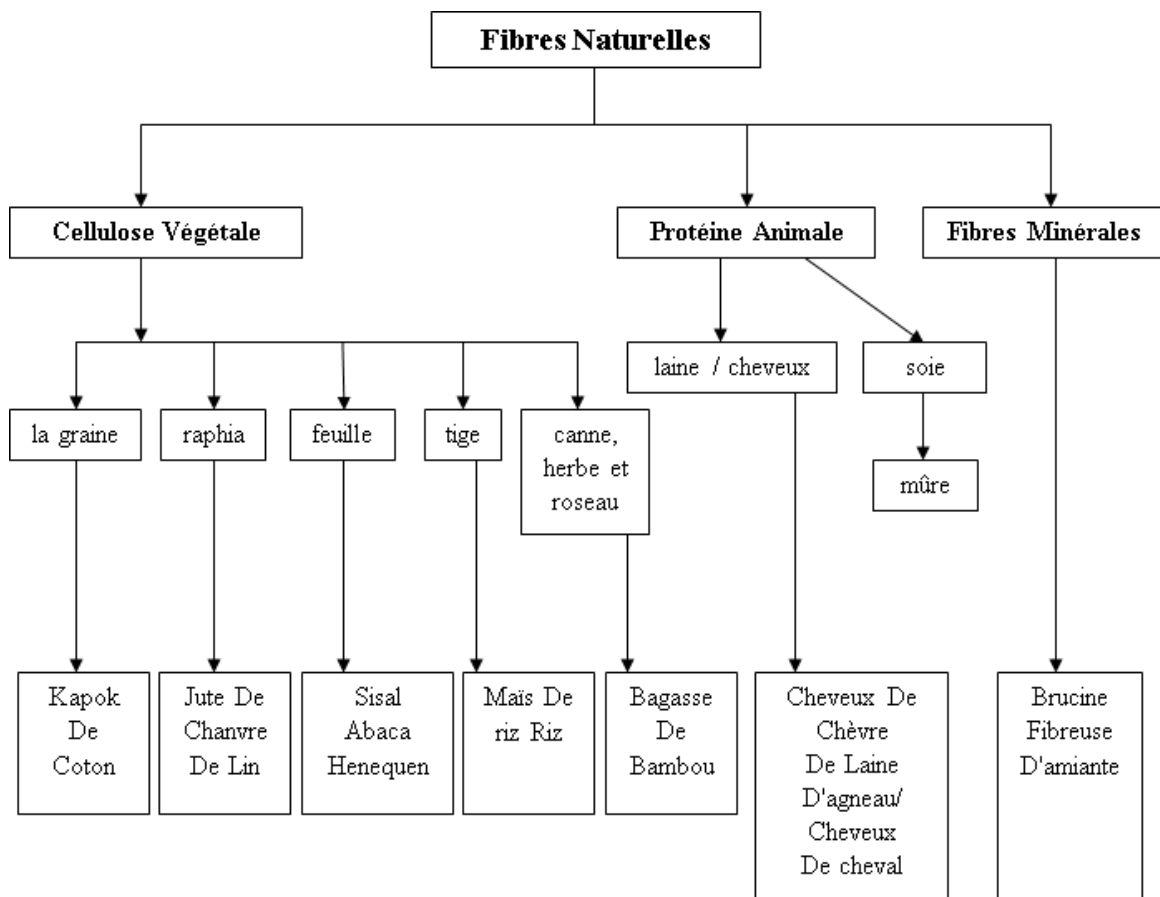 Fibres Naturelles
Cellulose Végétale
Protéine Animale
Fibres Minérales
laine / cheveux
soie
la graine
raphia
feuille
tige
canne,
herbe et
roseau
mûre
Kapok
De
Coton
Jute De
Chanvre
De Lin
Sisal
Abaca
Henequen
Maïs De
riz Riz
Bagasse
De
Bambou
Cheveux De
Chèvre
De Laine
D'agneau/
Cheveux
De cheval
Brucine
Fibreuse
D'amiante